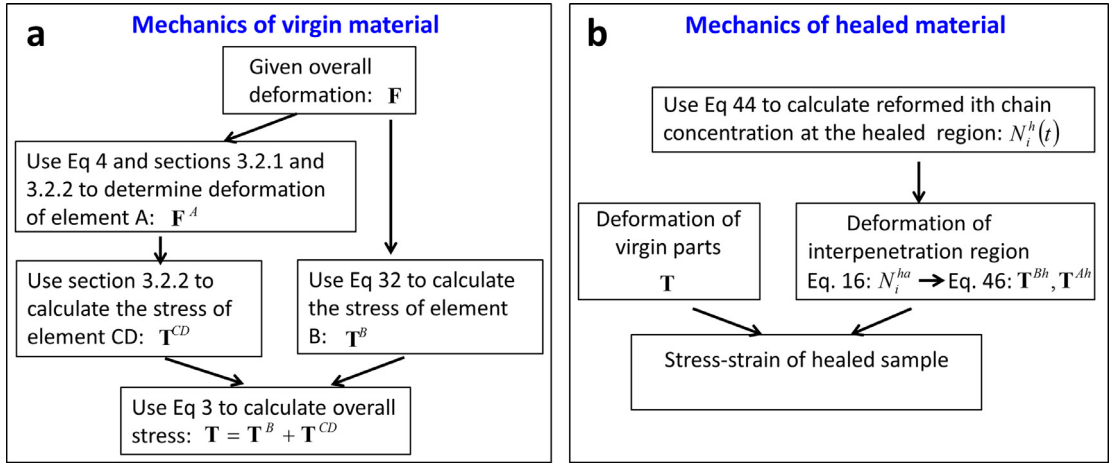 a
Mechanics of virgin material
Given overall
deformation: F
Use Eq 4 and sections 3.2.1 and
3.2.2 to determine deformation
of element A: F^A
Use section 3.2.2 to
calculate the stress of
element CD: T^CD
Use Eq 32 to calculate
the stress of element
B: T^B
Use Eq 3 to calculate overall
stress: T = T^B + T^CD
b
Mechanics of healed material
Use Eq 44 to calculate reformed ith chain
concentration at the healed region: N_i^h(t)
Deformation of
virgin parts
T
Deformation of
interpenetration region
Eq. 16: N_i^ha → Eq. 46: T^Bh, T^Ah
Stress-strain of healed sample